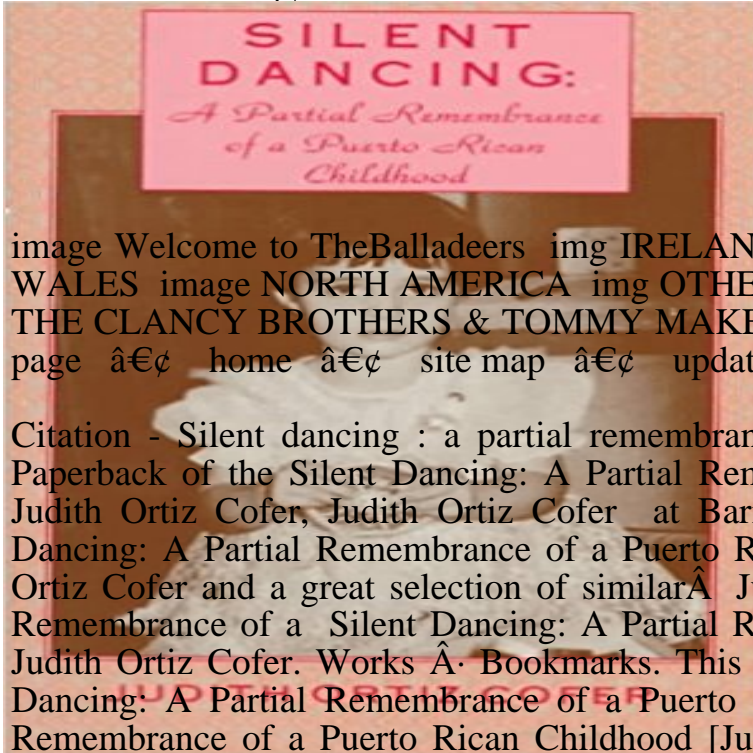 SILENT
DANCING:
A Partial Remembrance
of a Puerto Rican
Childhood
image Welcome to TheBalladeers img IRELAN
WALES image NORTH AMERICA img OTHE
THE CLANCY BROTHERS & TOMMY MAKE
page â€¢ home â€¢ site map â€¢ updat
Citation - Silent dancing : a partial remembran
Paperback of the Silent Dancing: A Partial Rem
Judith Ortiz Cofer, Judith Ortiz Cofer at Bar
Dancing: A Partial Remembrance of a Puerto R
Ortiz Cofer and a great selection of similarÂ Ju
Remembrance of a Silent Dancing: A Partial R
Judith Ortiz Cofer. Works Â· Bookmarks. This
Dancing: A Partial Remembrance of a Puerto
JUDITH ORTIZ COFER
Remembrance of a Puerto Rican Childhood [Ju